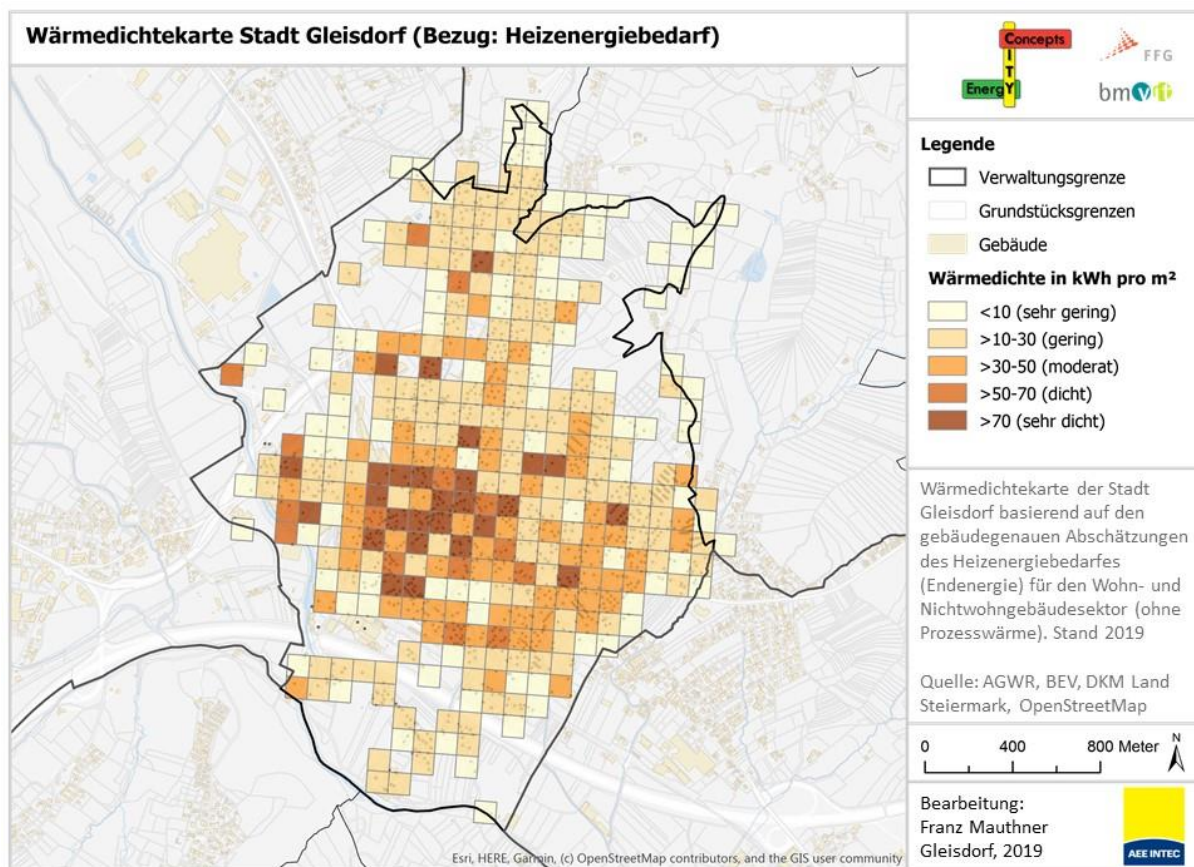 Wärmedichtekarte Stadt Gleisdorf (Bezug: Heizenergiebedarf)
Raab
Esri, HERE, Garmin, (c) OpenStreetMap contributors, and the GIS user community
Concepts
CITY
Energy
FFG
bmvit
Legende
Verwaltungsgrenze
Grundstücksgrenzen
Gebäude
Wärmedichte in kWh pro m²
<10 (sehr gering)
>10-30 (gering)
>30-50 (moderat)
>50-70 (dicht)
>70 (sehr dicht)
Wärmedichtekarte der Stadt
Gleisdorf basierend auf den
gebäudegenauen Abschätzungen
des Heizenergiebedarfes
(Endenergie) für den Wohn- und
Nichtwohngebäudesektor (ohne
Prozesswärme). Stand 2019
Quelle: AGWR, BEV, DKM Land
Steiermark, OpenStreetMap
0 400 800 Meter
N
Bearbeitung:
Franz Mauthner
Gleisdorf, 2019
AEE INTEC